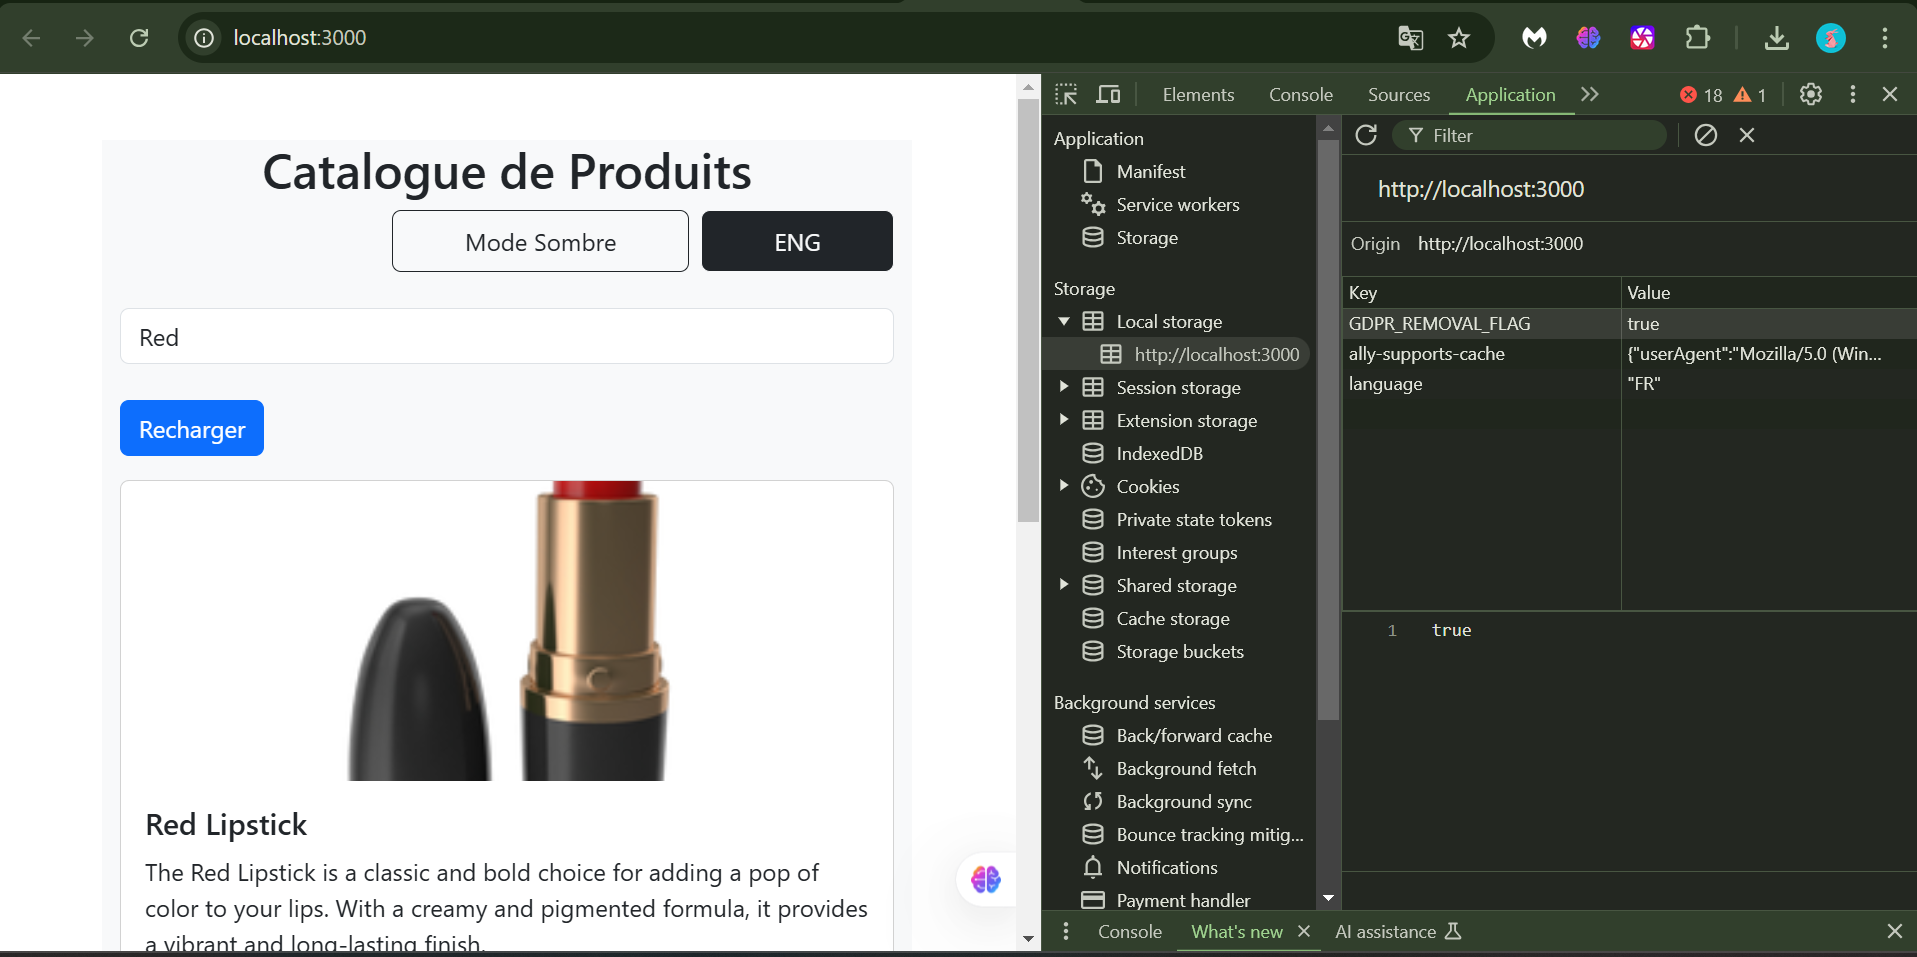 localhost:3000
Catalogue de Produits
Mode Sombre
ENG
Red
Recharger
Red Lipstick
The Red Lipstick is a classic and bold choice for adding a pop of
color to your lips. With a creamy and pigmented formula, it provides
a vibrant and long-lasting finish.
Elements
Console
Sources
Application
18
1
Application
Manifest
Service workers
Storage
Storage
Local storage
http://localhost:3000
Session storage
Extension storage
IndexedDB
Cookies
Private state tokens
Interest groups
Shared storage
Cache storage
Storage buckets
Background services
Back/forward cache
Background fetch
Background sync
Bounce tracking mitig...
Notifications
Payment handler
Filter
http://localhost:3000
Origin http://localhost:3000
Key Value
GDPR_REMOVAL_FLAG true
ally-supports-cache {"userAgent":"Mozilla/5.0 (Win...
language "FR"
1 true
Console
What's new
AI assistance